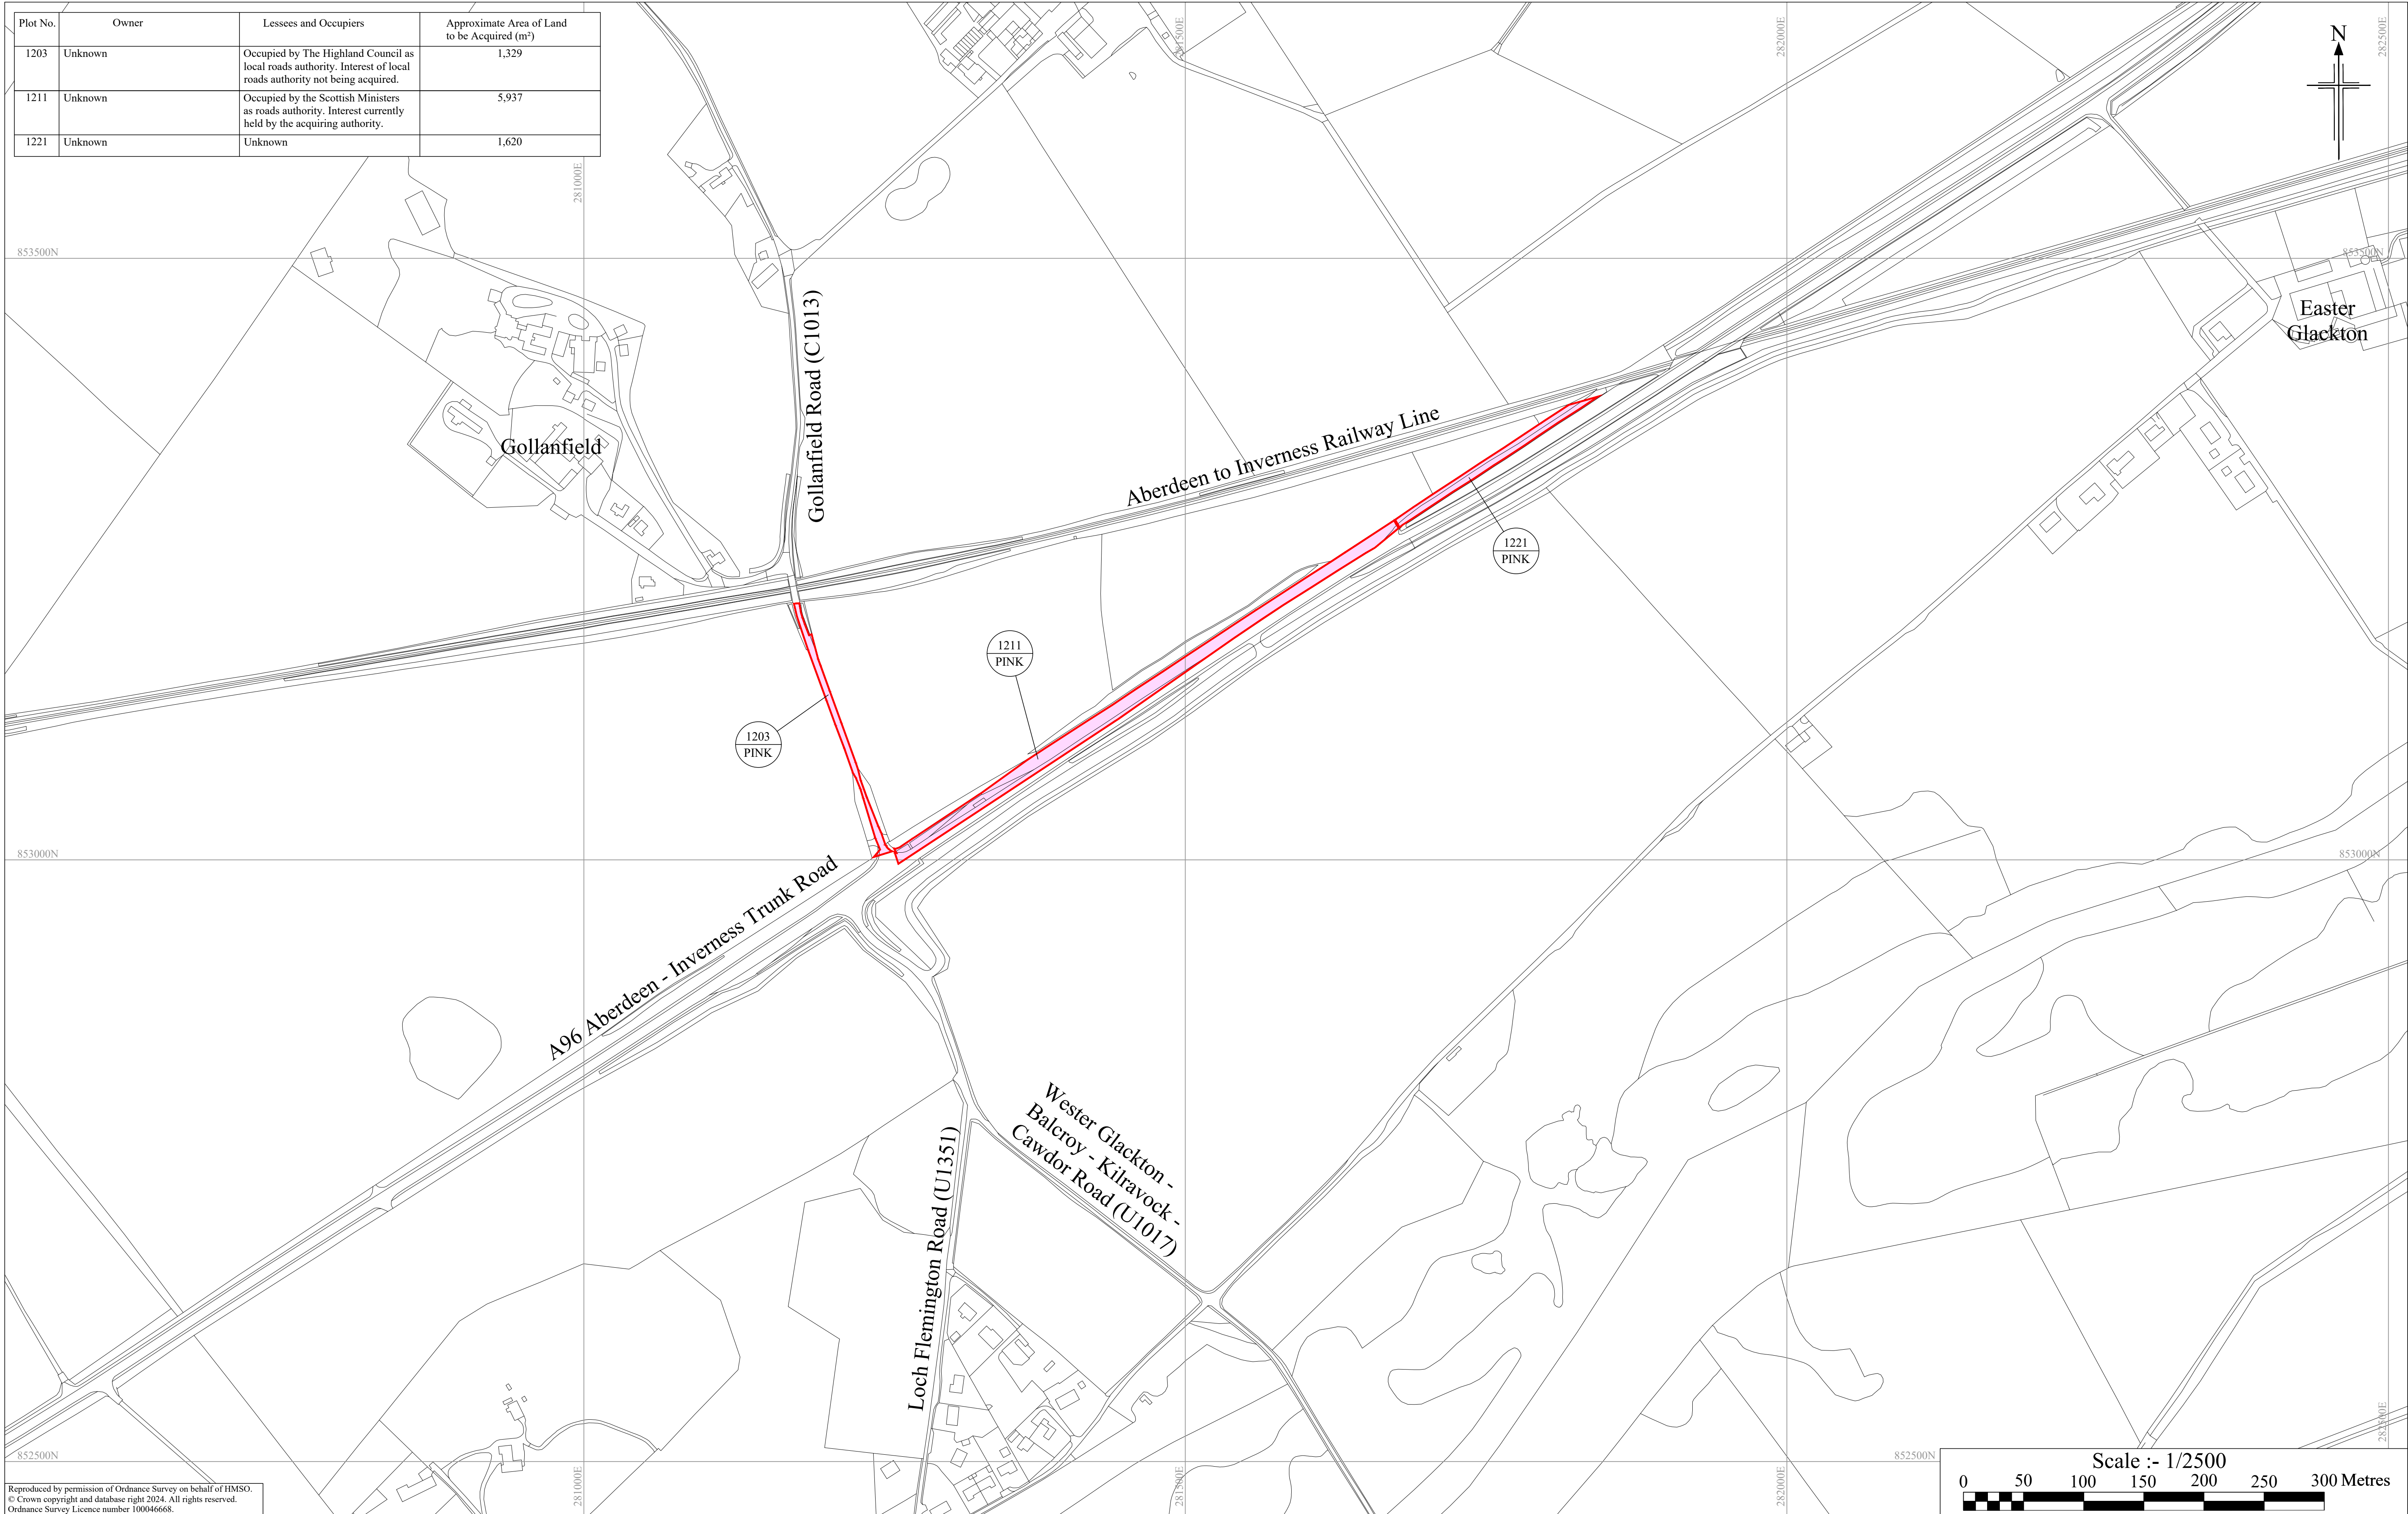 Plot No. Owner Lessees and Occupiers Approximate Area of Land
to be Acquired (m²)
1203 Unknown Occupied by The Highland Council as 1,329
local roads authority. Interest of local
roads authority not being acquired.
1211 Unknown Occupied by the Scottish Ministers 5,937
as roads authority. Interest currently
held by the acquiring authority.
1221 Unknown Unknown 1,620
281000E
281500E
282000E
282500E
N
853500N
853500N
Easter
Glackton
Gollanfield
Gollanfield Road (C1013)
Aberdeen to Inverness Railway Line
1221
PINK
1211
PINK
1203
PINK
853000N
853000N
A96 Aberdeen - Inverness Trunk Road
Wester Glackton -
Balcroy - Kilravock -
Cawdor Road (U1017)
Loch Flemington Road (U1351)
852500N
852500N
281000E
281500E
282000E
282500E
Scale :- 1/2500
0 50 100 150 200 250 300 Metres
Reproduced by permission of Ordnance Survey on behalf of HMSO.
© Crown copyright and database right 2024. All rights reserved.
Ordnance Survey Licence number 100046668.